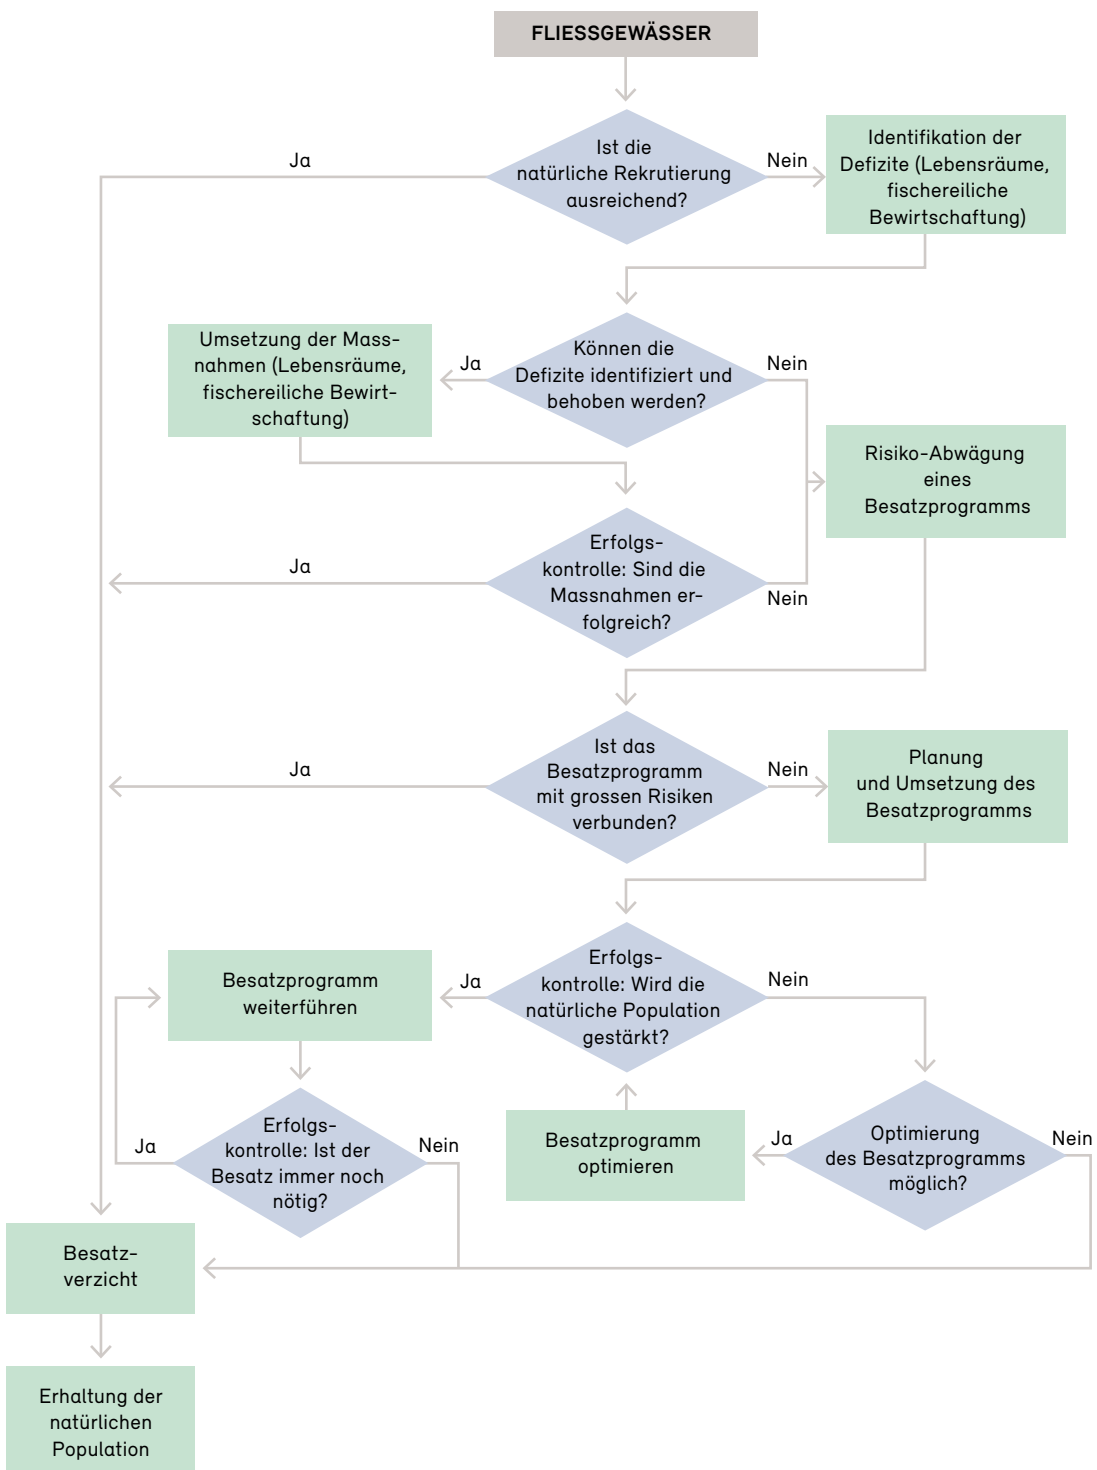 FLIESSGEWÄSSER
Ja
Ist die
natürliche Rekrutierung
ausreichend?
Nein
Identifikation der
Defizite (Lebensräume,
fischereiliche
Bewirtschaftung)
Umsetzung der Mass-
nahmen (Lebensräume,
fischereiliche Bewirt-
schaftung)
Ja
Können die
Defizite identifiziert und
behoben werden?
Nein
Risiko-Abwägung
eines
Besatzprogramms
Ja
Erfolgs-
kontrolle: Sind die
Massnahmen er-
folgreich?
Nein
Ja
Ist das
Besatzprogramm
mit grossen Risiken
verbunden?
Nein
Planung
und Umsetzung des
Besatzprogramms
Besatzprogramm
weiterführen
Ja
Erfolgs-
kontrolle: Wird die
natürliche Population
gestärkt?
Nein
Ja
Erfolgs-
kontrolle: Ist der
Besatz immer noch
nötig?
Nein
Besatzprogramm
optimieren
Ja
Optimierung
des Besatzprogramms
möglich?
Nein
Besatz-
verzicht
Erhaltung der
natürlichen
Population